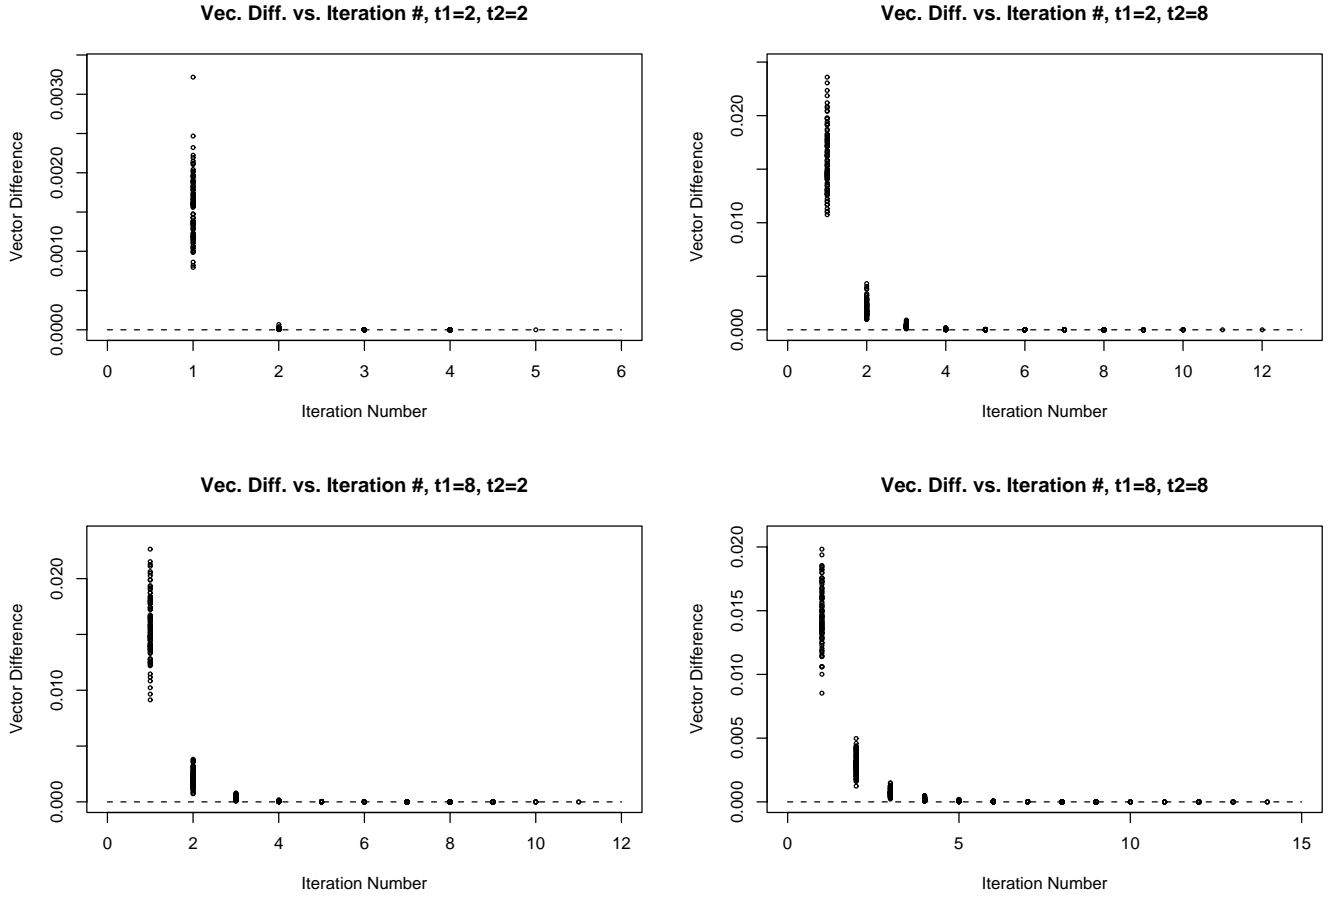 Vec. Diff. vs. Iteration #, t1=2, t2=2
Vector Difference
0.0000 0.0010 0.0020 0.0030
0 1 2 3 4 5 6
Iteration Number
Vec. Diff. vs. Iteration #, t1=2, t2=8
Vector Difference
0.000 0.010 0.020
0 2 4 6 8 10 12
Iteration Number
Vec. Diff. vs. Iteration #, t1=8, t2=2
Vector Difference
0.000 0.010 0.020
0 2 4 6 8 10 12
Iteration Number
Vec. Diff. vs. Iteration #, t1=8, t2=8
Vector Difference
0.000 0.005 0.010 0.015 0.020
0 5 10 15
Iteration Number